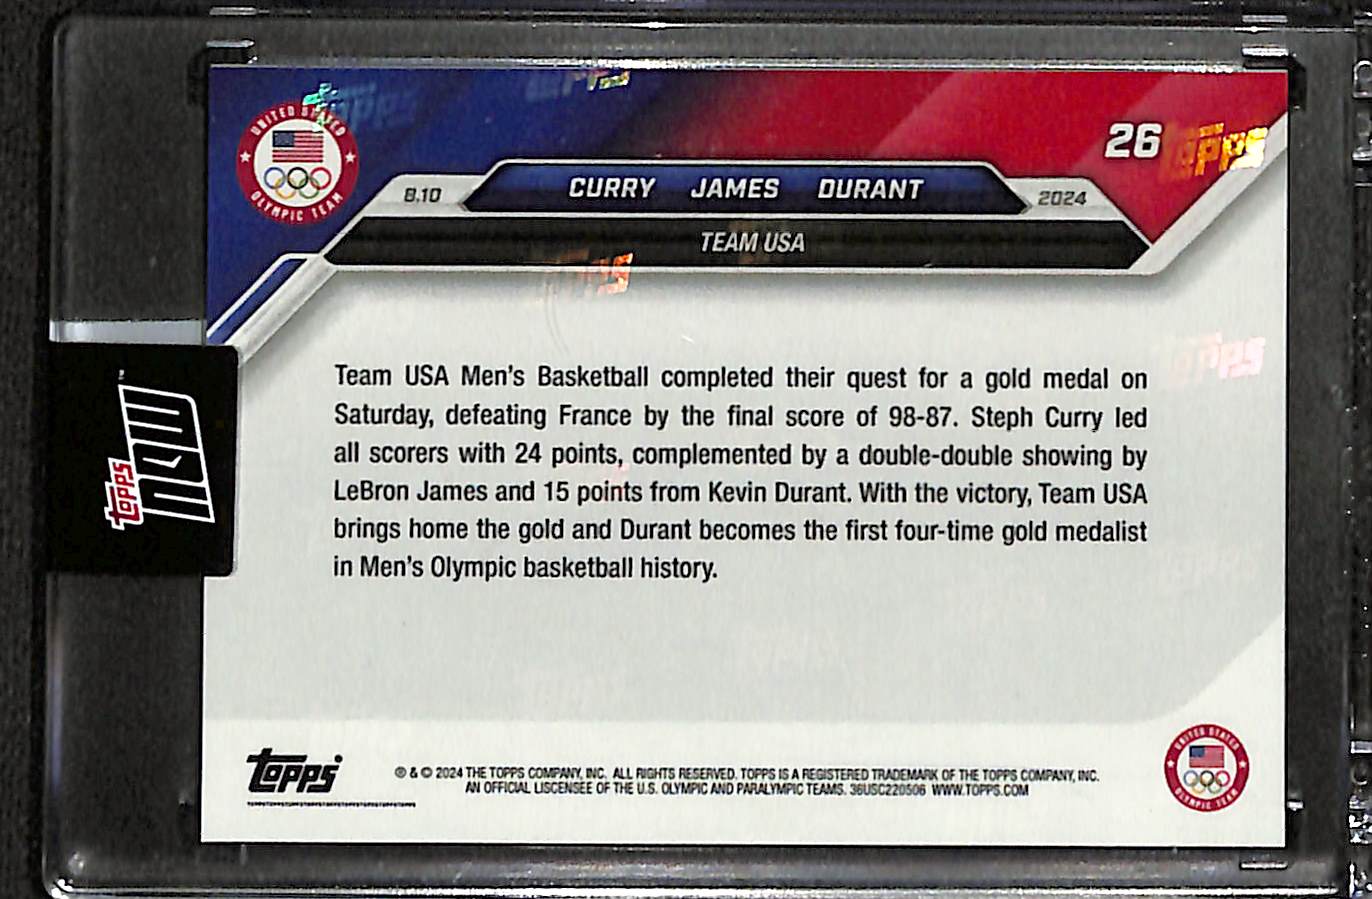 UNITED STATES
OLYMPIC TEAM
26
TOPPS
8.10
CURRY JAMES DURANT
2024
TEAM USA
Team USA Men's Basketball completed their quest for a gold medal on
Saturday, defeating France by the final score of 98-87. Steph Curry led
all scorers with 24 points, complemented by a double-double showing by
LeBron James and 15 points from Kevin Durant. With the victory, Team USA
brings home the gold and Durant becomes the first four-time gold medalist
in Men's Olympic basketball history.
topps NOW
topps
® & © 2024 THE TOPPS COMPANY, INC. ALL RIGHTS RESERVED. TOPPS IS A REGISTERED TRADEMARK OF THE TOPPS COMPANY, INC.
AN OFFICIAL LISCENSEE OF THE U.S. OLYMPIC AND PARALYMPIC TEAMS. 36USC220506 WWW.TOPPS.COM
UNITED STATES
OLYMPIC TEAM